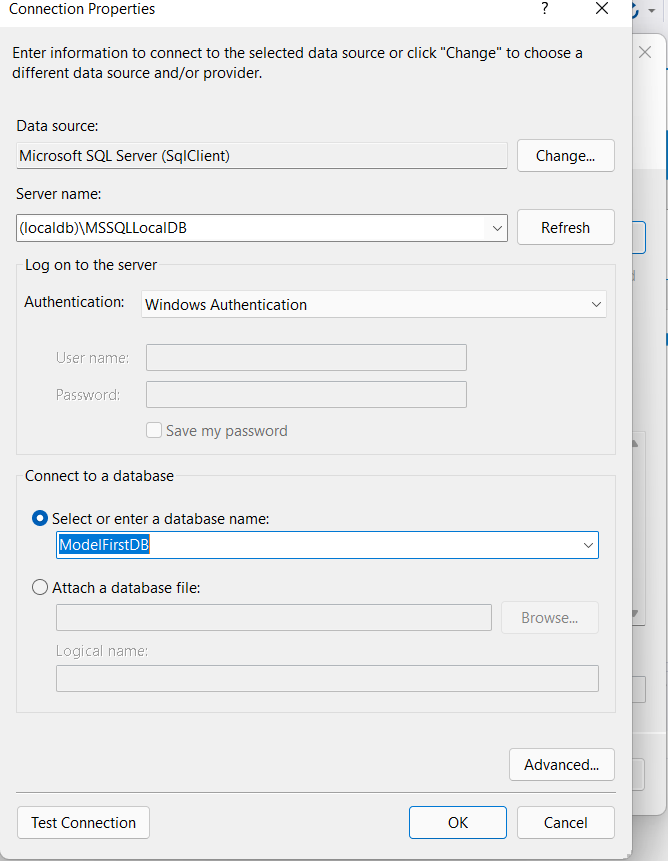 Connection Properties
?
Enter information to connect to the selected data source or click "Change" to choose a
different data source and/or provider.
Data source:
Microsoft SQL Server (SqlClient)
Change...
Server name:
(localdb)\MSSQLLocalDB
Refresh
Log on to the server
Authentication:
Windows Authentication
User name:
Password:
Save my password
Connect to a database
Select or enter a database name:
ModelFirstDB
Attach a database file:
Browse...
Logical name:
Advanced...
Test Connection
OK
Cancel